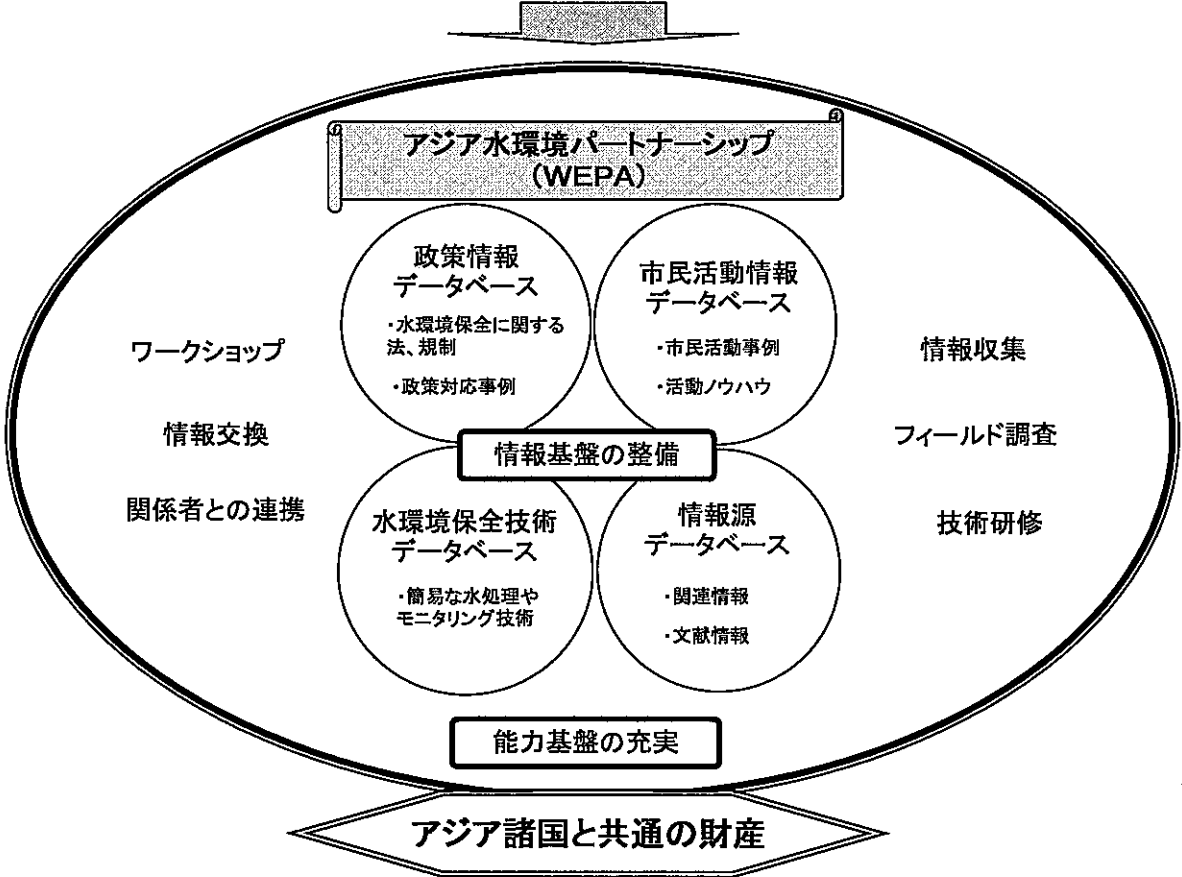 アジア水環境パートナーシップ
(WEPA)
政策情報
データベース
・水環境保全に関する
法、規制
・政策対応事例
市民活動情報
データベース
・市民活動事例
・活動ノウハウ
ワークショップ
情報交換
関係者との連携
情報収集
フィールド調査
技術研修
情報基盤の整備
水環境保全技術
データベース
・簡易な水処理や
モニタリング技術
情報源
データベース
・関連情報
・文献情報
能力基盤の充実
アジア諸国と共通の財産